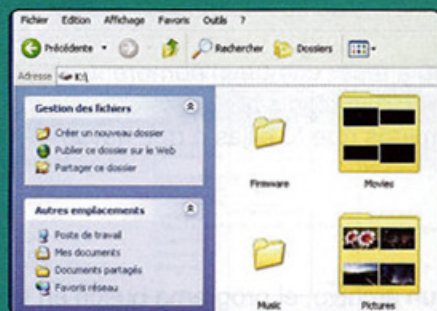 Fichier Edition Affichage Favoris Outils ?
Précédente Rechercher Dossiers
Adresse K:\
Gestion des fichiers
Créer un nouveau dossier
Publier ce dossier sur le Web
Partager ce dossier
Autres emplacements
Poste de travail
Mes documents
Documents partagés
Favoris réseau
Firmware Movies
Music Pictures